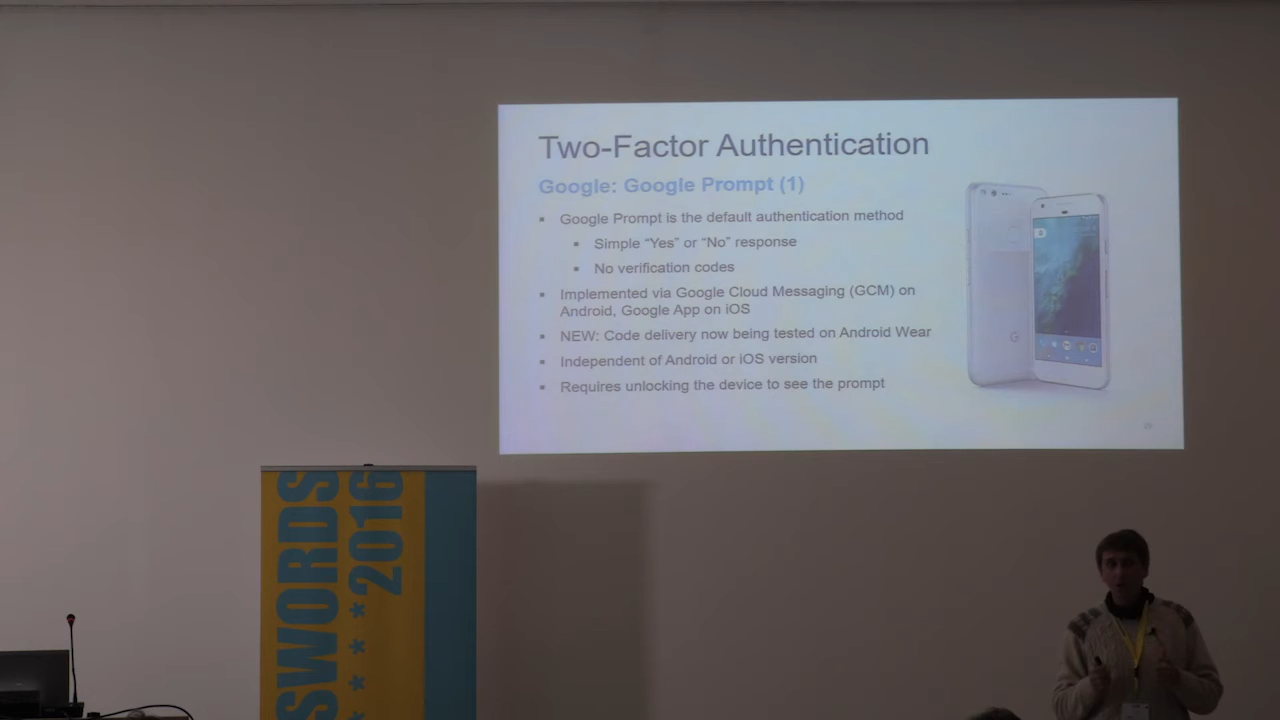 Two-Factor Authentication
Google: Google Prompt (1)
▪ Google Prompt is the default authentication method
▪ Simple “Yes” or “No” response
▪ No verification codes
▪ Implemented via Google Cloud Messaging (GCM) on
Android, Google App on iOS
▪ NEW: Code delivery now being tested on Android Wear
▪ Independent of Android or iOS version
▪ Requires unlocking the device to see the prompt
SWORDS
* * * * 2016